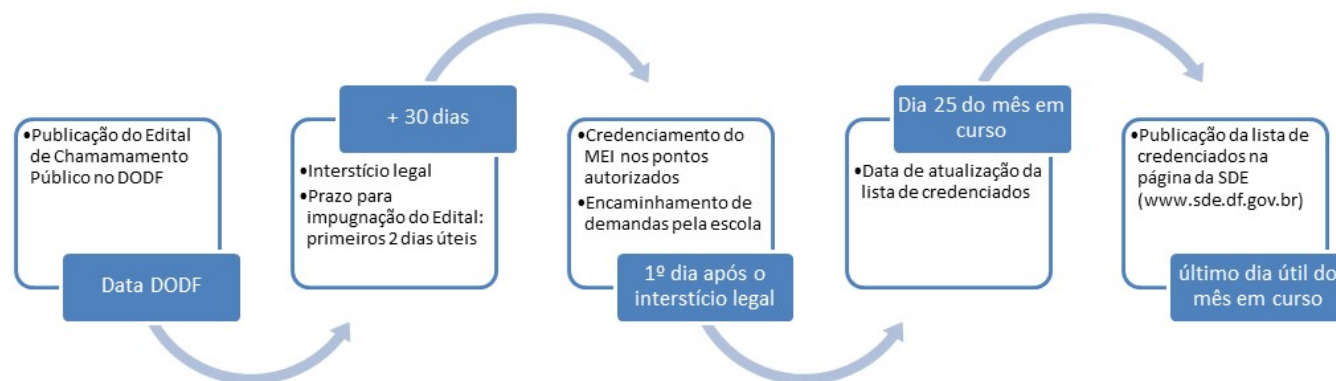 •Publicação do Edital
de Chamamamento
Público no DODF
Data DODF
+ 30 dias
•Interstício legal
•Prazo para
impugnação do Edital:
primeiros 2 dias úteis
•Credenciamento do
MEI nos pontos
autorizados
•Encaminhamento de
demandas pela escola
1º dia após o
interstício legal
Dia 25 do mês em
curso
•Data de atualização da
lista de credenciados
•Publicação da lista de
credenciados na
página da SDE
(www.sde.df.gov.br)
último dia útil do
mês em curso